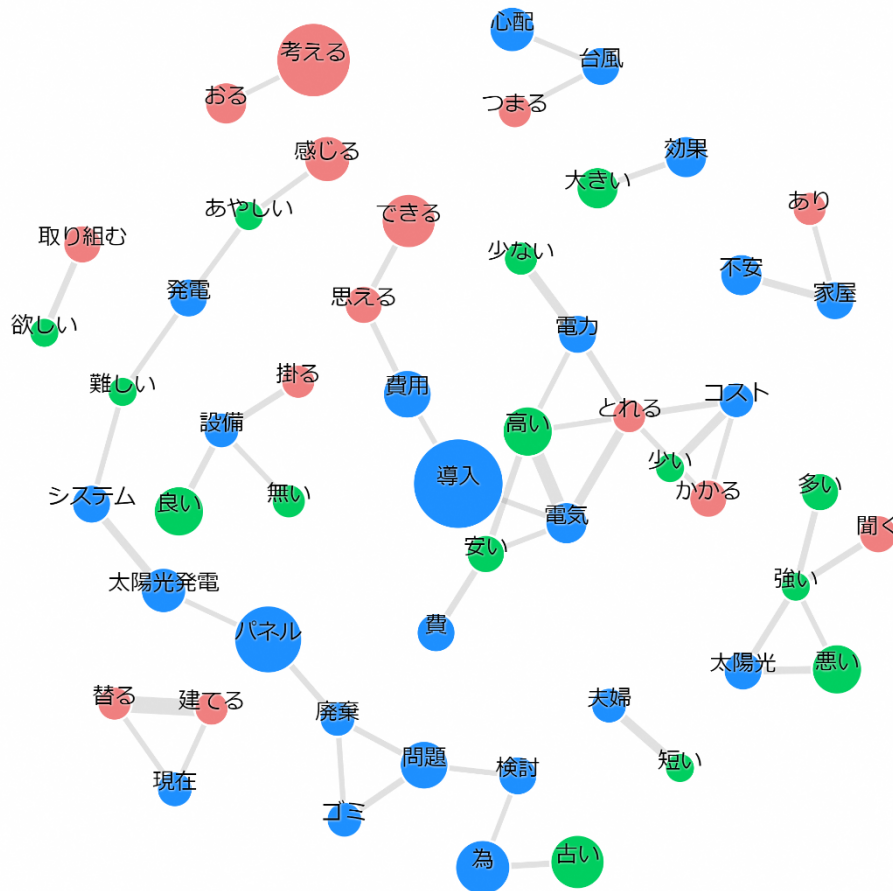 心配
考える
台風
おる
つまる
感じる
効果
大きい
あやしい
あり
できる
取り組む
少ない
不安
発電
思える
家屋
欲しい
電力
掛る
難しい
費用
コスト
設備
高い
とれる
少い
導入
無い
良い
システム
かかる
多い
電気
聞く
安い
太陽光発電
強い
費
パネル
太陽光
悪い
替る
建てる
夫婦
廃棄
問題
短い
検討
現在
ゴミ
為
古い